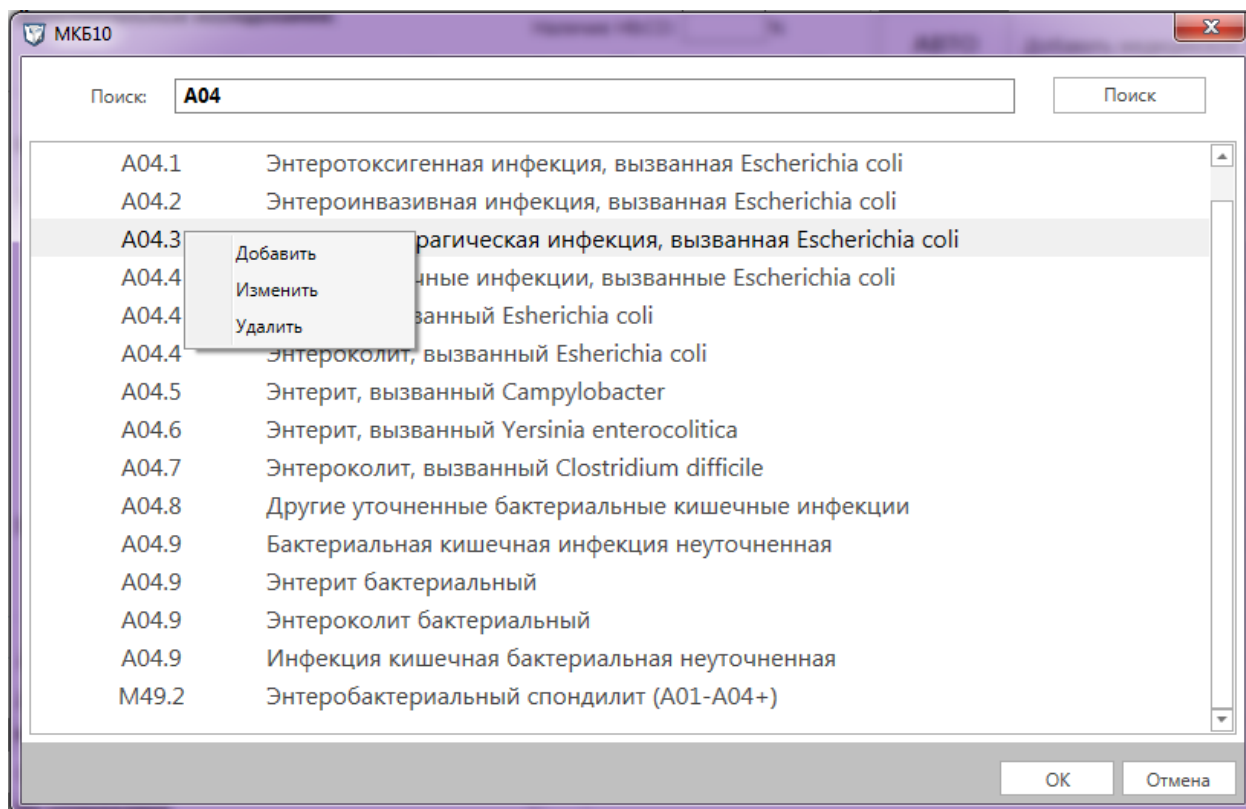 МКБ10
Поиск: A04 Поиск
A04.1 Энтеротоксигенная инфекция, вызванная Escherichia coli
A04.2 Энтероинвазивная инфекция, вызванная Escherichia coli
A04.3 рагическая инфекция, вызванная Escherichia coli
Добавить
A04.4 чные инфекции, вызванные Escherichia coli
Изменить
A04.4 званный Esherichia coli
Удалить
A04.4 Энтероколит, вызванный Esherichia coli
A04.5 Энтерит, вызванный Campylobacter
A04.6 Энтерит, вызванный Yersinia enterocolitica
A04.7 Энтероколит, вызванный Clostridium difficile
A04.8 Другие уточненные бактериальные кишечные инфекции
A04.9 Бактериальная кишечная инфекция неуточненная
A04.9 Энтерит бактериальный
A04.9 Энтероколит бактериальный
A04.9 Инфекция кишечная бактериальная неуточненная
M49.2 Энтеробактериальный спондилит (A01-A04+)
OK Отмена